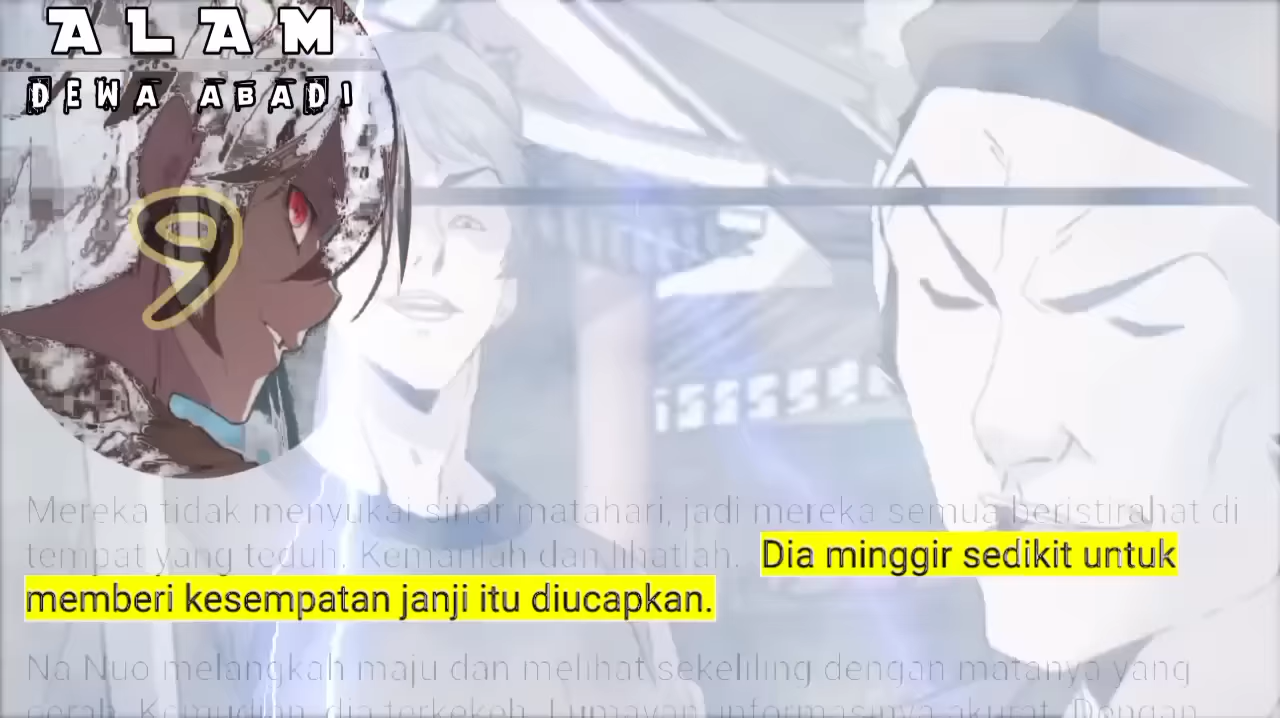 ALAM
DEWA ABADI
9
Mereka tidak menyukai sinar matahari, jadi mereka semua beristirahat di
tempat yang teduh. Kemarilah dan lihatlah. Dia minggir sedikit untuk
memberi kesempatan janji itu diucapkan.
Na Nuo melangkah maju dan melihat sekeliling dengan matanya yang
cerah. Kemudian dia terkekeh. Lumayan, informasinya akurat. Dengan